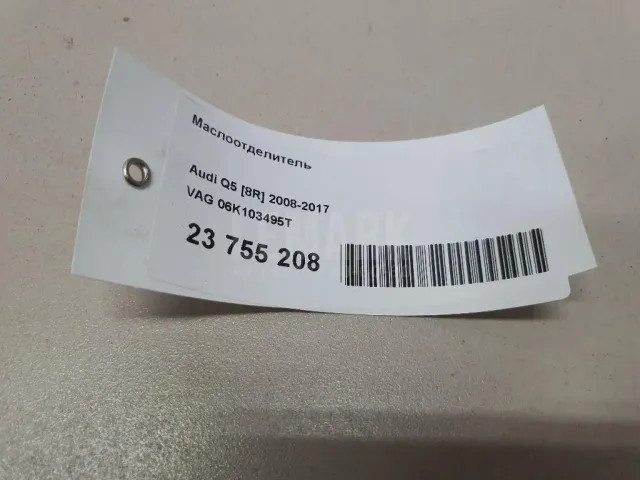 Маслоотделитель
Audi Q5 [8R] 2008-2017
VAG 06K103495T
23 755 208